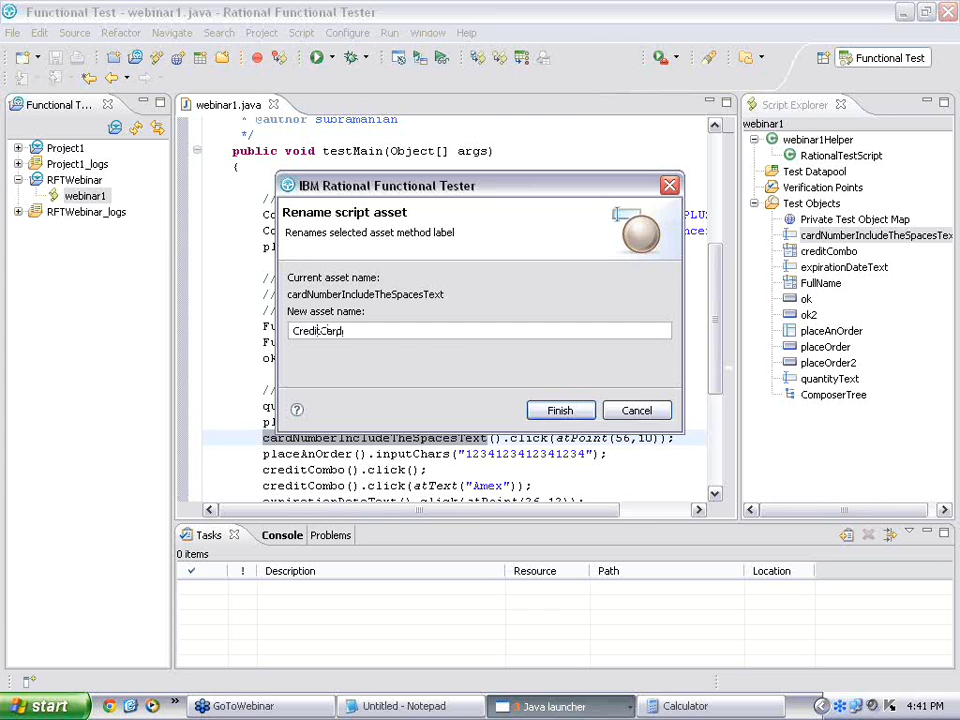 Functional Test - webinar1.java - Rational Functional Tester
File Edit Source Refactor Navigate Search Project Script Configure Run Window Help
Functional Test
Functional T...
Project1
Project1_logs
RFTWebinar
webinar1
RFTWebinar_logs
webinar1.java
* @author subramanian
*/
public void testMain(Object[] args)
{
IBM Rational Functional Tester
Rename script asset
Renames selected asset method label
Current asset name:
cardNumberIncludeTheSpacesText
New asset name:
CreditCard
Finish
Cancel
cardNumberIncludeTheSpacesText().click(atPoint(56,10));
placeAnOrder().inputChars("1234123412341234");
creditCombo().click();
creditCombo().click(atText("Amex"));
expirationDateText().click(atPoint(36,12));
Script Explorer
webinar1
webinar1Helper
RationalTestScript
Test Datapool
Verification Points
Test Objects
Private Test Object Map
cardNumberIncludeTheSpacesTex
creditCombo
expirationDateText
FullName
ok
ok2
placeAnOrder
placeOrder
placeOrder2
quantityText
ComposerTree
Tasks
Console
Problems
0 items
! Description Resource Path Location
start
GoToWebinar
Untitled - Notepad
Java launcher
Calculator
4:41 PM